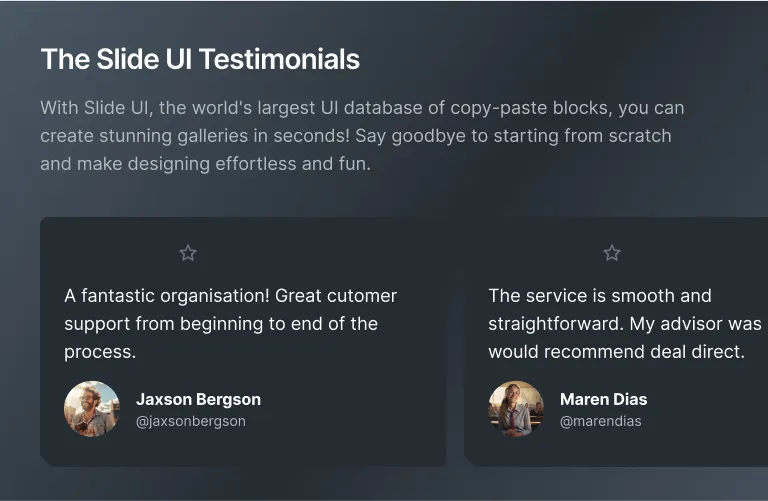 The Slide UI Testimonials
With Slide UI, the world's largest UI database of copy-paste blocks, you can
create stunning galleries in seconds! Say goodbye to starting from scratch
and make designing effortless and fun.
A fantastic organisation! Great cutomer
support from beginning to end of the
process.
Jaxson Bergson
@jaxsonbergson
The service is smooth and
straightforward. My advisor was
would recommend deal direct.
Maren Dias
@marendias